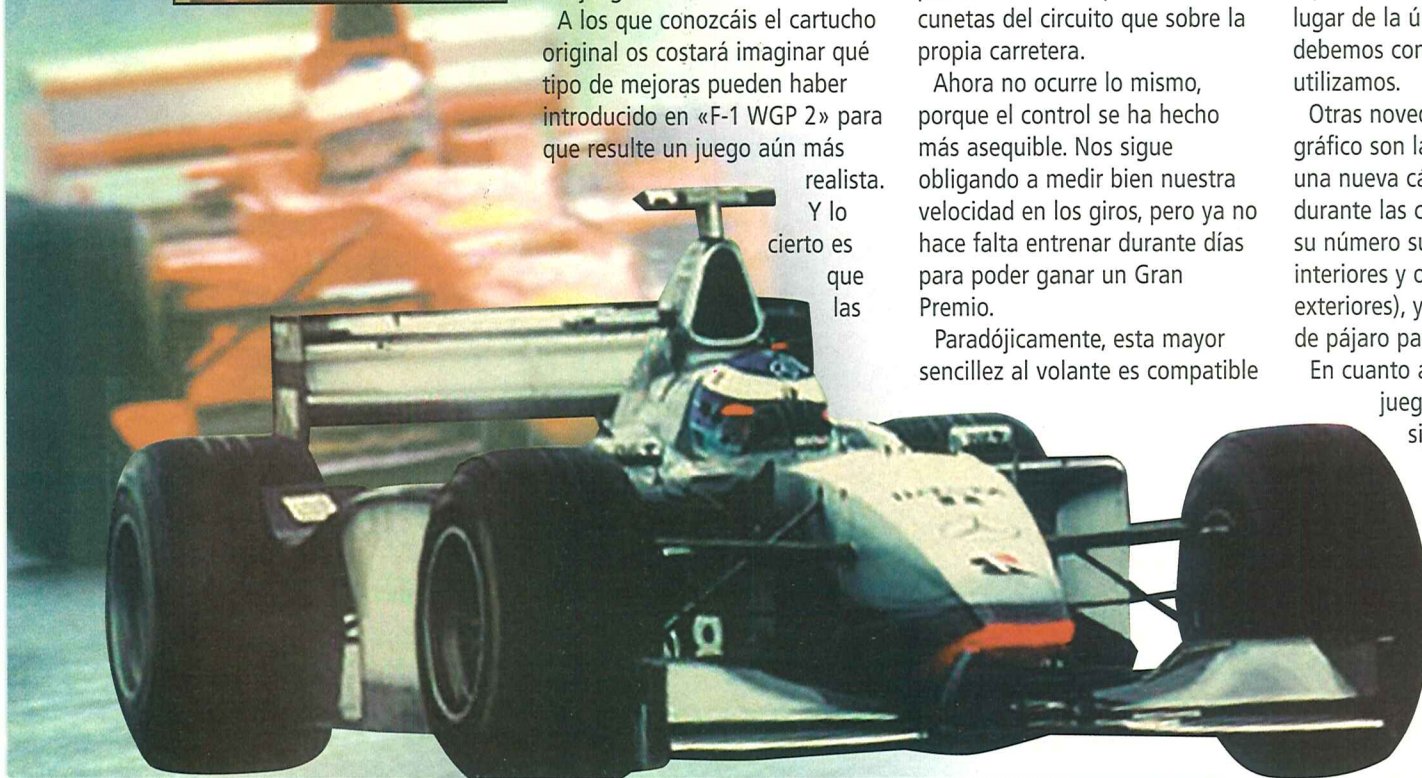 A los que conozcáis el cartucho
original os costará imaginar qué
tipo de mejoras pueden haber
introducido en «F-1 WGP 2» para
que resulte un juego aún más
realista.
Y lo
cierto es
que
las
cunetas del circuito que sobre la
propia carretera.
Ahora no ocurre lo mismo,
porque el control se ha hecho
más asequible. Nos sigue
obligando a medir bien nuestra
velocidad en los giros, pero ya no
hace falta entrenar durante días
para poder ganar un Gran
Premio.
Paradójicamente, esta mayor
sencillez al volante es compatible
lugar de la ú
debemos con
utilizamos.
Otras noved
gráfico son la
una nueva cá
durante las c
su número su
interiores y c
exteriores), y
de pájaro pa
En cuanto a
jueg
si